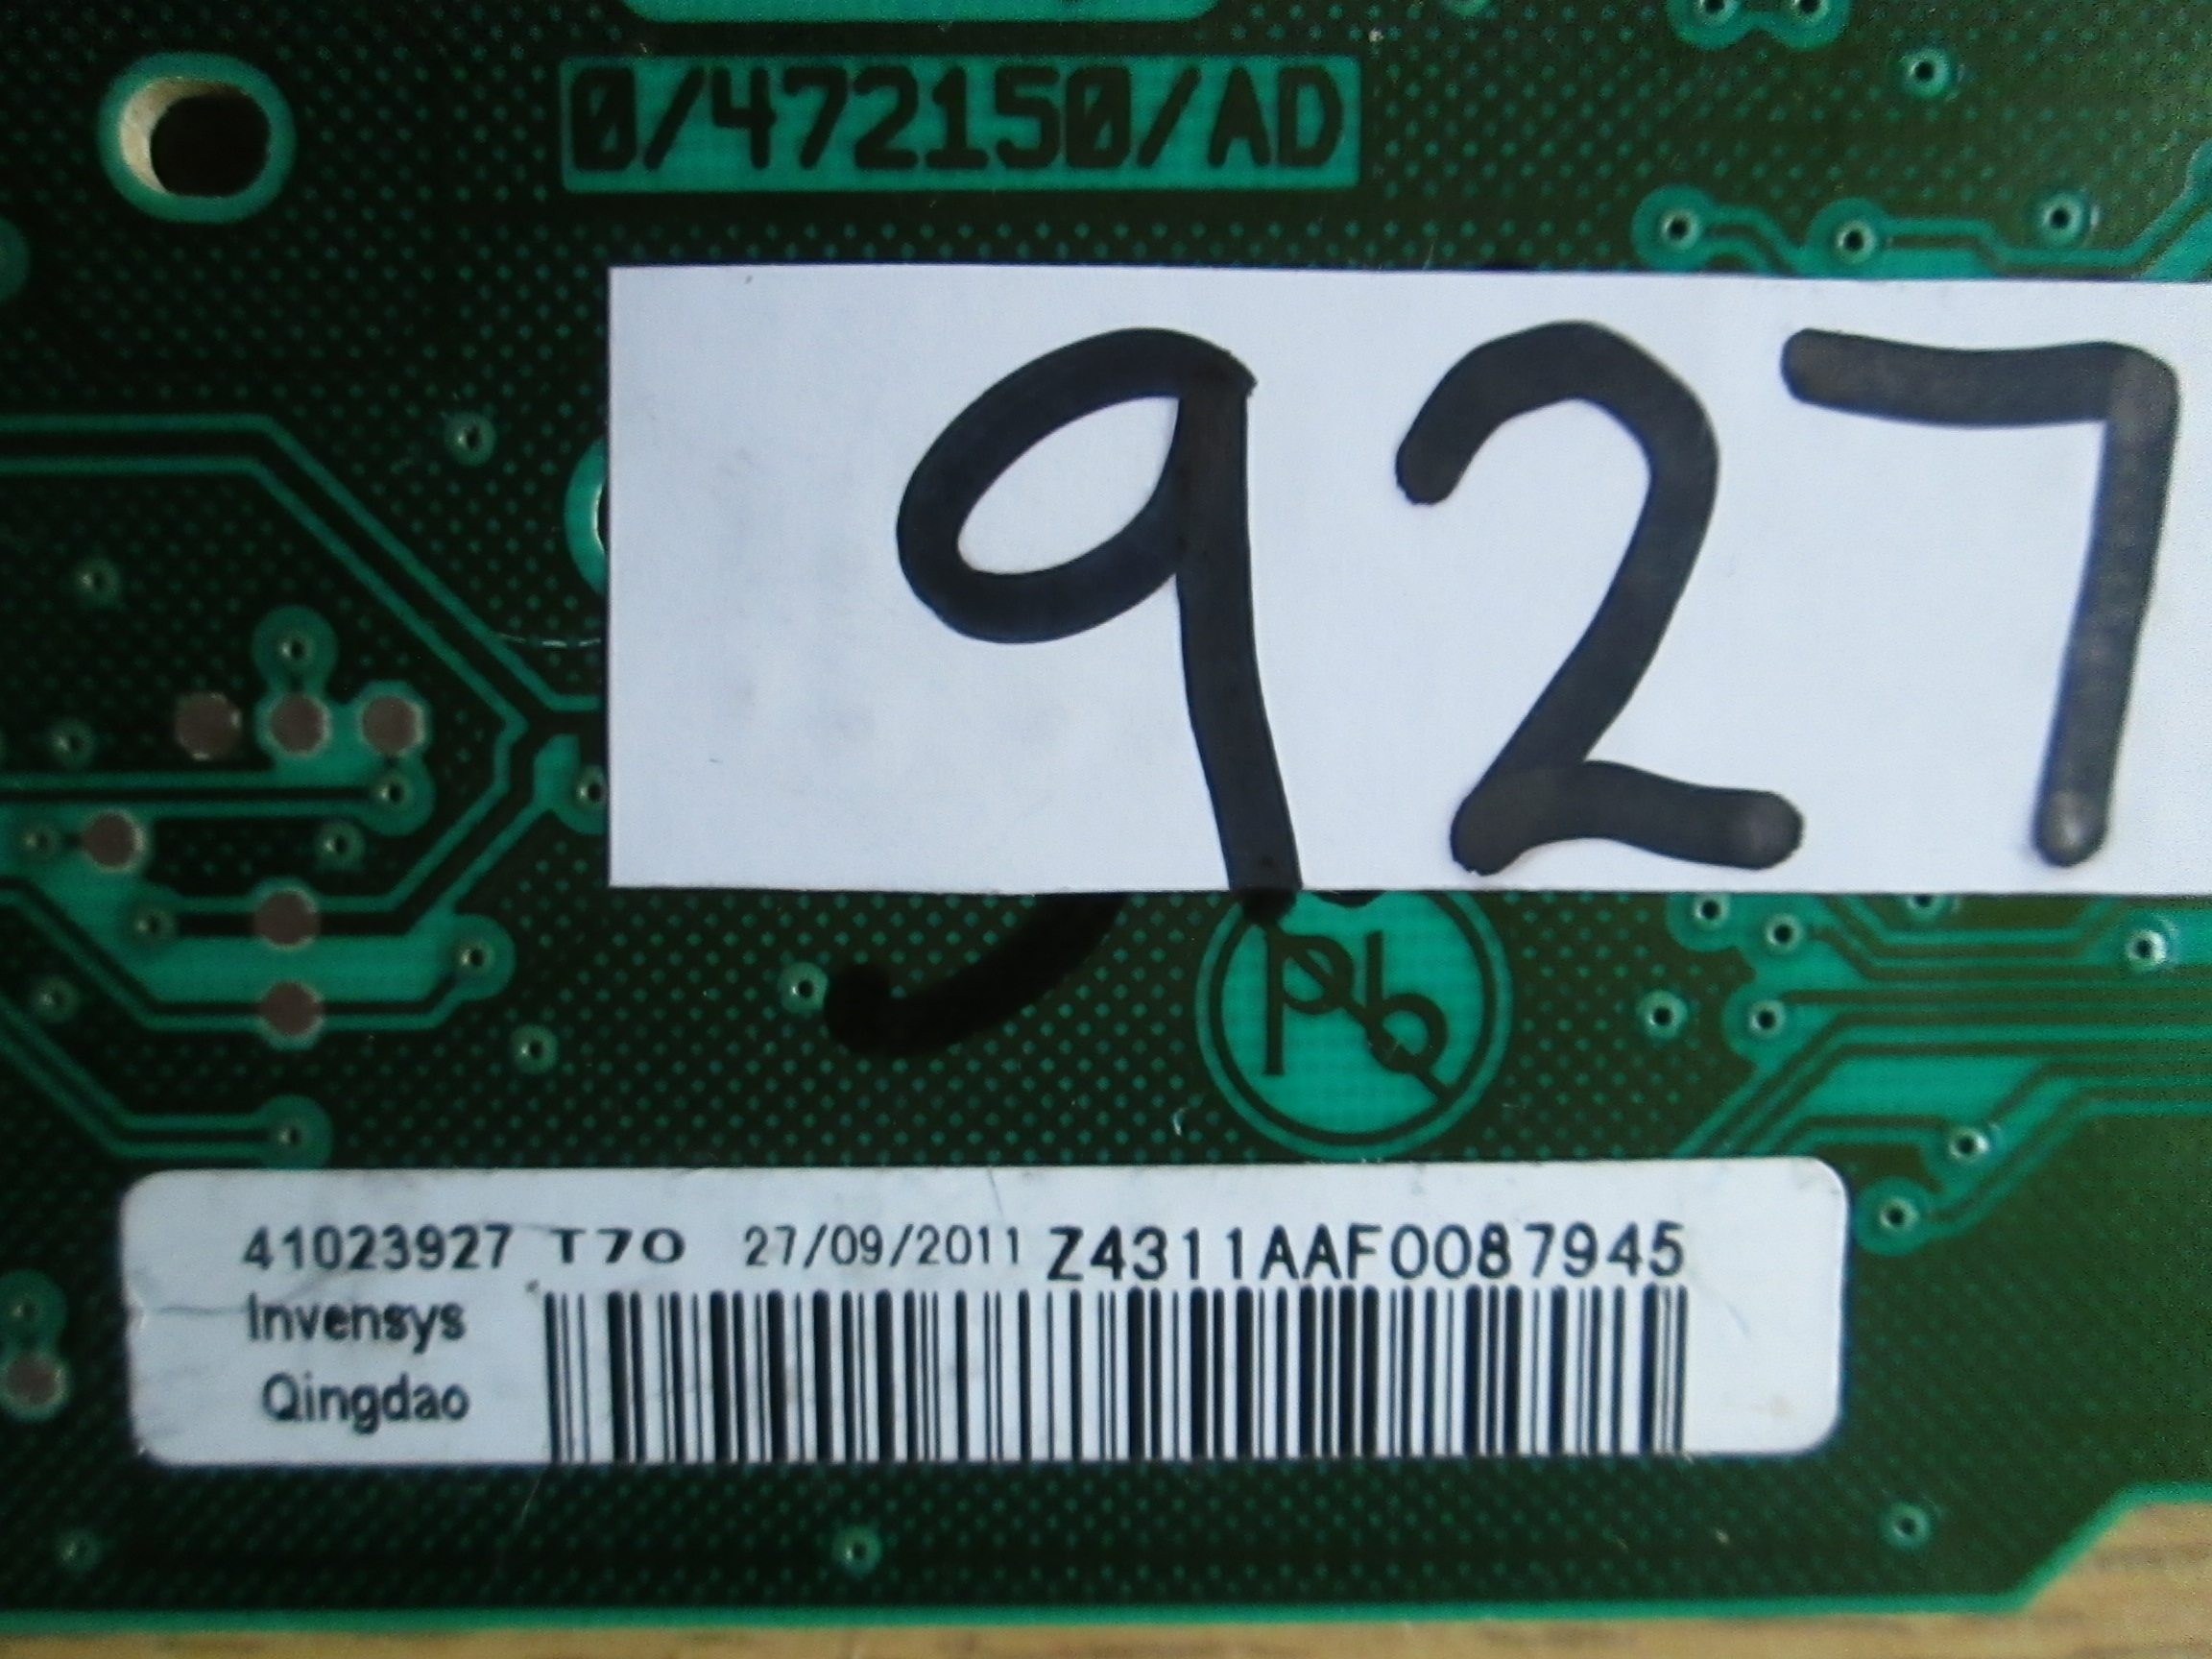 0/472150/AD
927
Pb
41023927 T70 27/09/2011 Z4311AAF0087945
Invensys
Qingdao